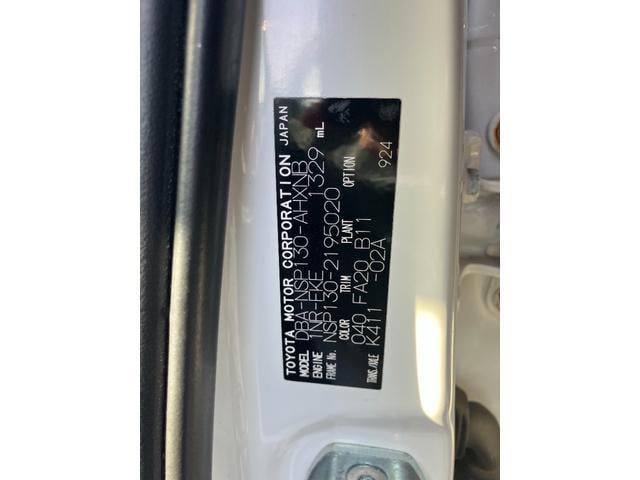 TOYOTA MOTOR CORPORATION JAPAN
MODEL DBA-NSP130-AHXNB
ENGINE 1NR-FKE 1329 mL
FRAME No. NSP130-2195020
COLOR TRIM PLANT OPTION
040 FA20 B11 924
TRANS/AXLE K411 -02A